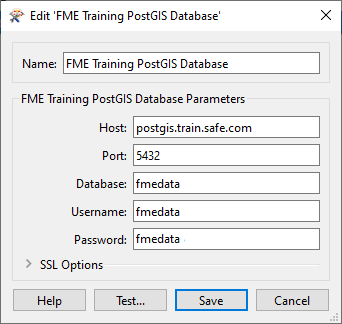 Edit 'FME Training PostGIS Database'
Name: FME Training PostGIS Database
FME Training PostGIS Database Parameters
Host: postgis.train.safe.com
Port: 5432
Database: fmedata
Username: fmedata
Password: fmedata
SSL Options
Help Test... Save Cancel